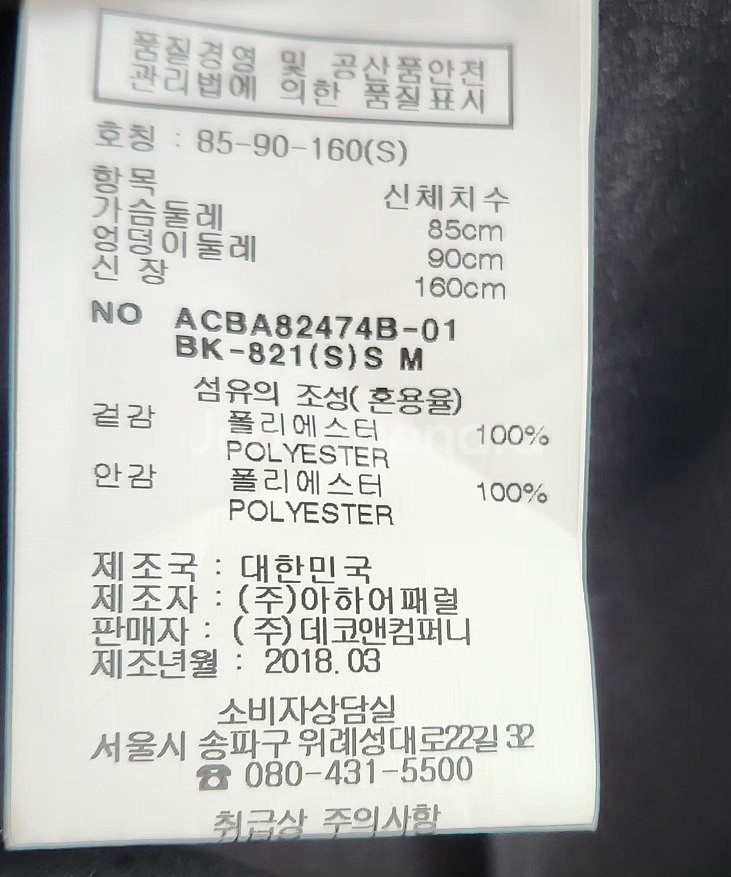 품질경영 및 공산품안전
관리법에 의한 품질표시
호칭 : 85-90-160(S)
항목 신체치수
가슴둘레 85cm
엉덩이둘레 90cm
신 장 160cm
NO ACBA82474B-01
BK-821(S)S M
섬유의 조성(혼용율)
겉감 폴리에스터 100%
POLYESTER
안감 폴리에스터 100%
POLYESTER
제조국 : 대한민국
제조자 : (주)아하어패럴
판매자 : (주)데코앤컴퍼니
제조년월 : 2018.03
소비자상담실
서울시 송파구 위례성대로22길 32
☎ 080-431-5500
취급상 주의사항